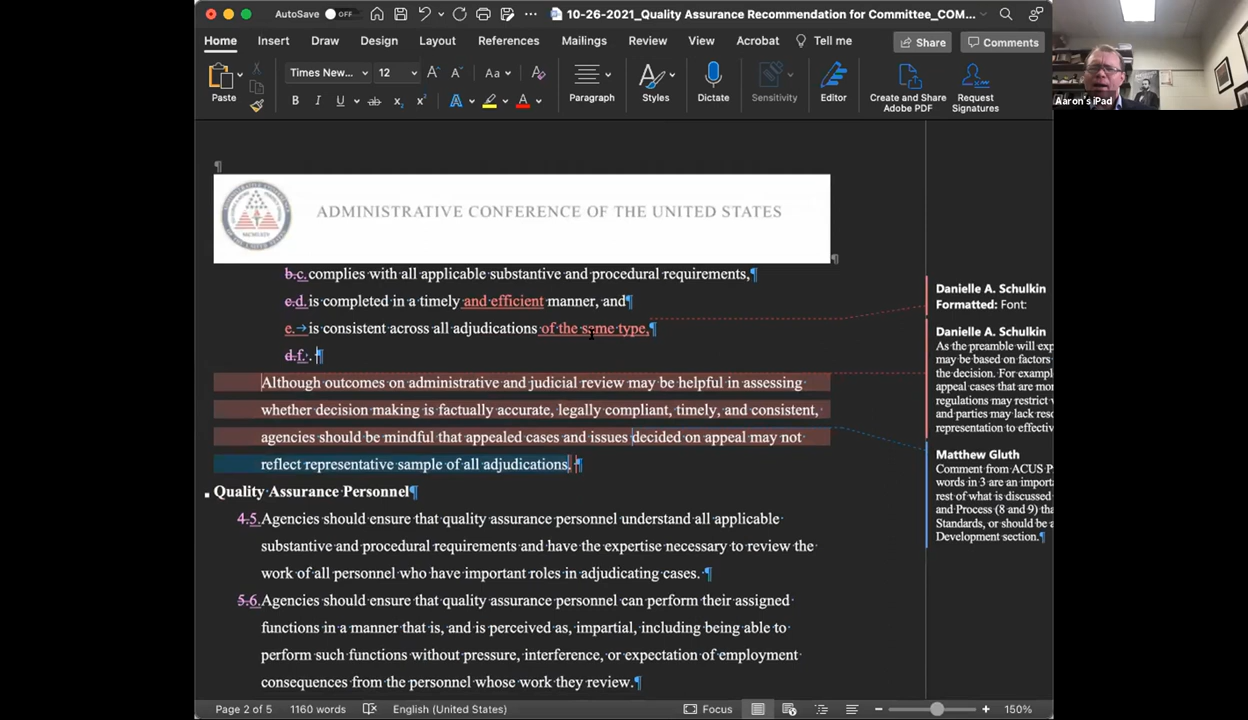 AutoSave OFF 10-26-2021_Quality Assurance Recommendation for Committee_COM...
Home Insert Draw Design Layout References Mailings Review View Acrobat Tell me Share Comments
Times New... 12 Aa
Paste Paragraph Styles Dictate Sensitivity Editor Create and Share Adobe PDF Request Signatures
Aaron's iPad
ADMINISTRATIVE CONFERENCE OF THE UNITED STATES
b.c. complies with all applicable substantive and procedural requirements,
c.d. is completed in a timely and efficient manner, and
e. is consistent across all adjudications of the same type,
d.f. .
Although outcomes on administrative and judicial review may be helpful in assessing
whether decision making is factually accurate, legally compliant, timely, and consistent,
agencies should be mindful that appealed cases and issues decided on appeal may not
reflect representative sample of all adjudications.
Quality Assurance Personnel
4.5. Agencies should ensure that quality assurance personnel understand all applicable
substantive and procedural requirements and have the expertise necessary to review the
work of all personnel who have important roles in adjudicating cases.
5.6. Agencies should ensure that quality assurance personnel can perform their assigned
functions in a manner that is, and is perceived as, impartial, including being able to
perform such functions without pressure, interference, or expectation of employment
consequences from the personnel whose work they review.
Danielle A. Schulkin
Formatted: Font:
Danielle A. Schulkin
As the preamble will exp
may be based on factors
the decision. For exampl
appeal cases that are mor
regulations may restrict
and parties may lack reso
representation to effectiv
Matthew Gluth
Comment from ACUS P
words in 3 are an importa
rest of what is discussed
and Process (8 and 9) tha
Standards, or should be a
Development section.
Page 2 of 5 1160 words English (United States) Focus 150%